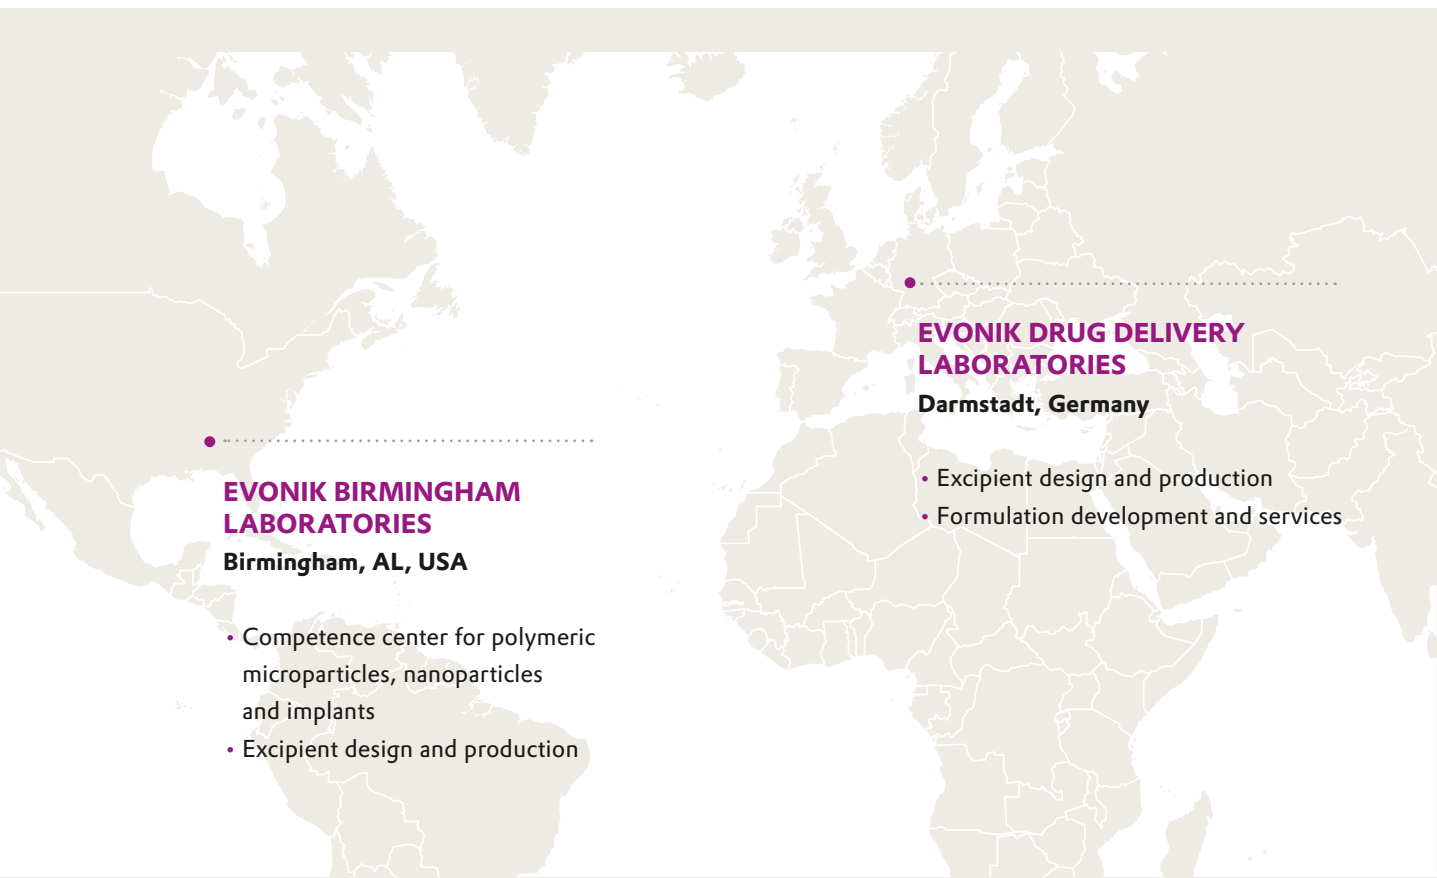 EVONIK BIRMINGHAM
LABORATORIES
Birmingham, AL, USA
• Competence center for polymeric
microparticles, nanoparticles
and implants
• Excipient design and production
EVONIK DRUG DELIVERY
LABORATORIES
Darmstadt, Germany
• Excipient design and production
• Formulation development and services